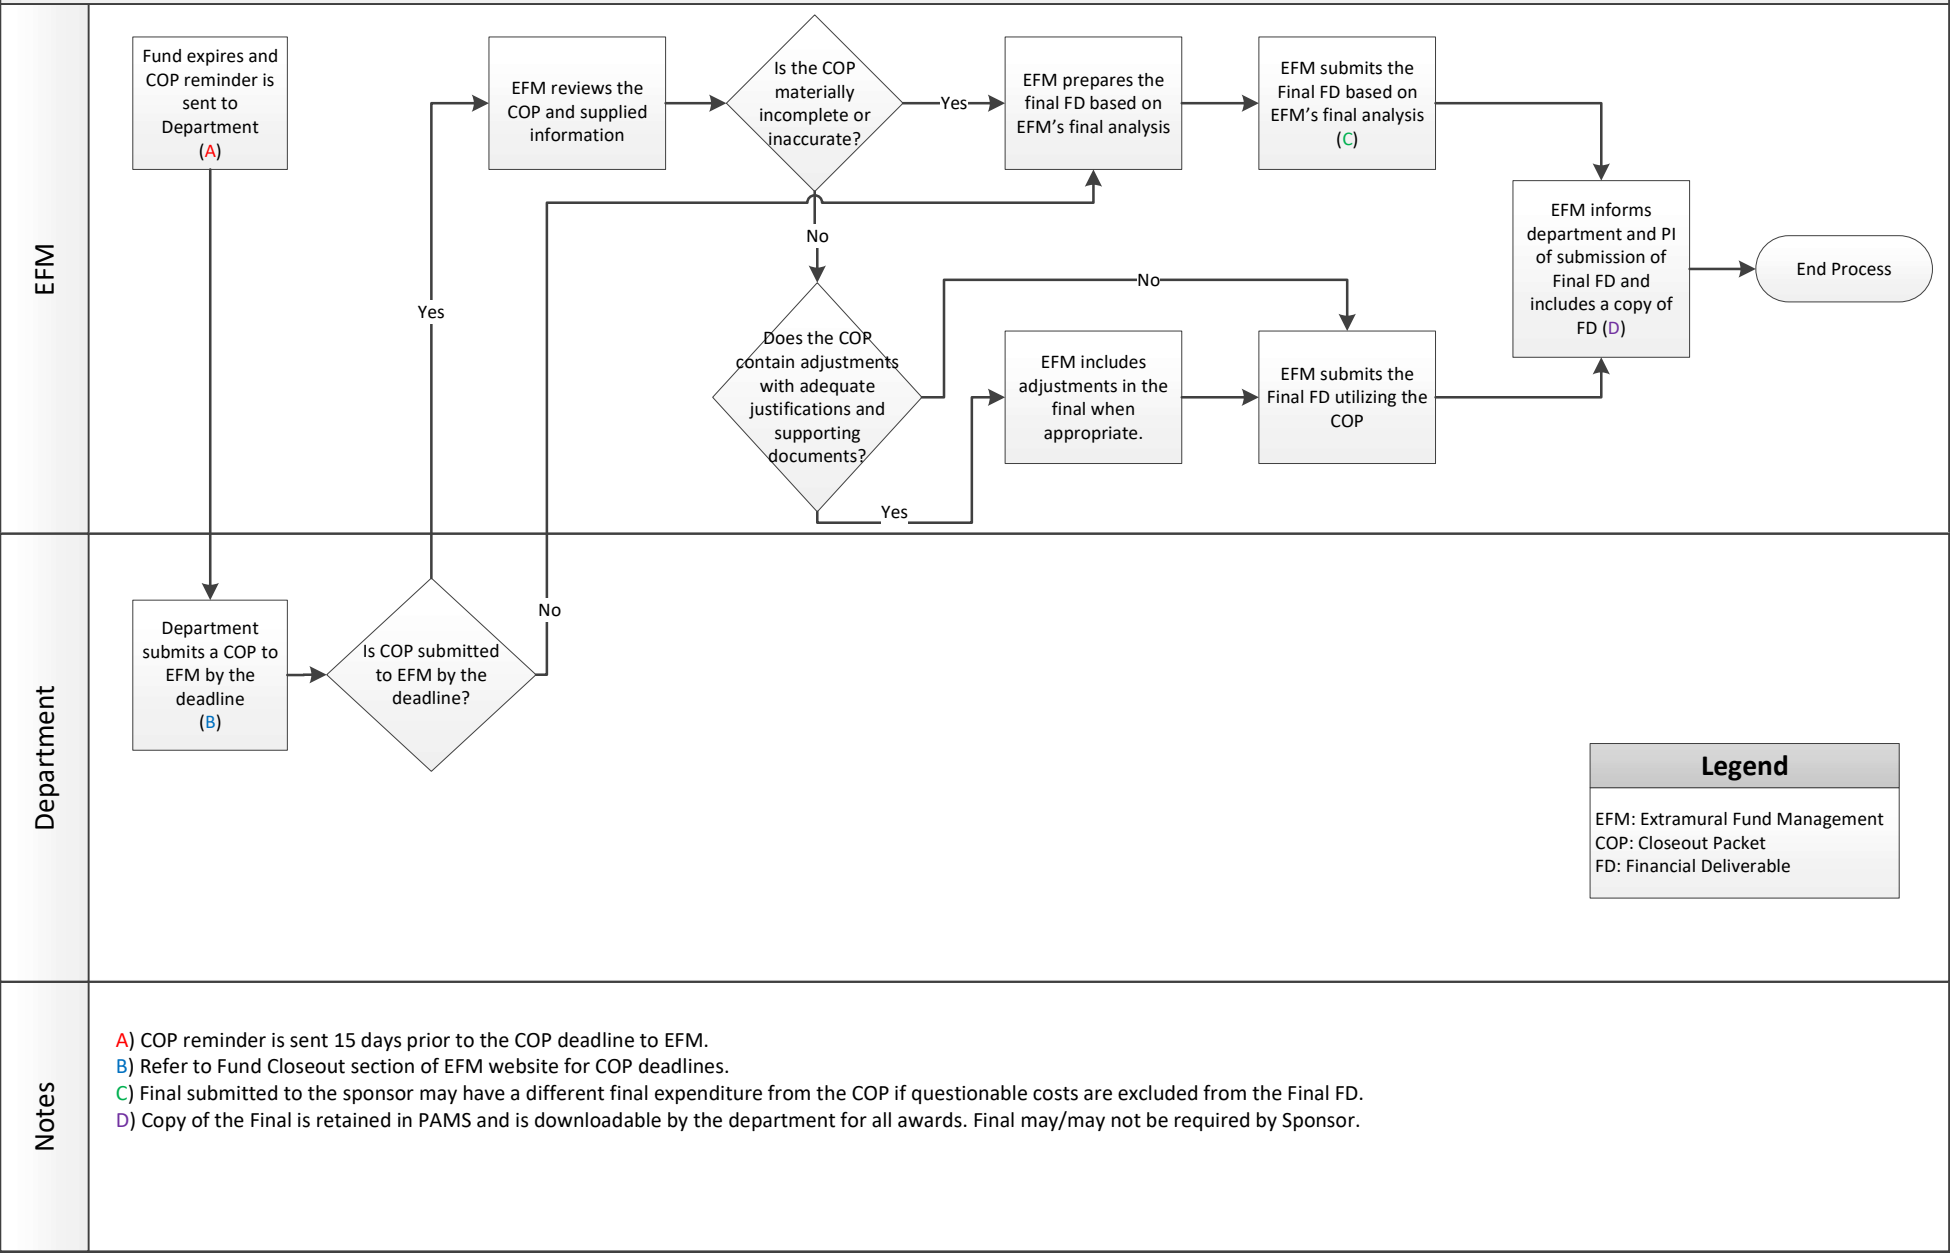 EFM
Fund expires and
COP reminder is
sent to
Department
(A)
EFM reviews the
COP and supplied
information
Is the COP
materially
incomplete or
inaccurate?
Yes
EFM prepares the
final FD based on
EFM’s final analysis
EFM submits the
Final FD based on
EFM’s final analysis
(C)
No
EFM informs
department and PI
of submission of
Final FD and
includes a copy of
FD (D)
End Process
Yes
Does the COP
contain adjustments
with adequate
justifications and
supporting
documents?
No
EFM includes
adjustments in the
final when
appropriate.
EFM submits the
Final FD utilizing the
COP
Yes
Department
Department
submits a COP to
EFM by the
deadline
(B)
Is COP submitted
to EFM by the
deadline?
No
Legend
EFM: Extramural Fund Management
COP: Closeout Packet
FD: Financial Deliverable
Notes
A) COP reminder is sent 15 days prior to the COP deadline to EFM.
B) Refer to Fund Closeout section of EFM website for COP deadlines.
C) Final submitted to the sponsor may have a different final expenditure from the COP if questionable costs are excluded from the Final FD.
D) Copy of the Final is retained in PAMS and is downloadable by the department for all awards. Final may/may not be required by Sponsor.